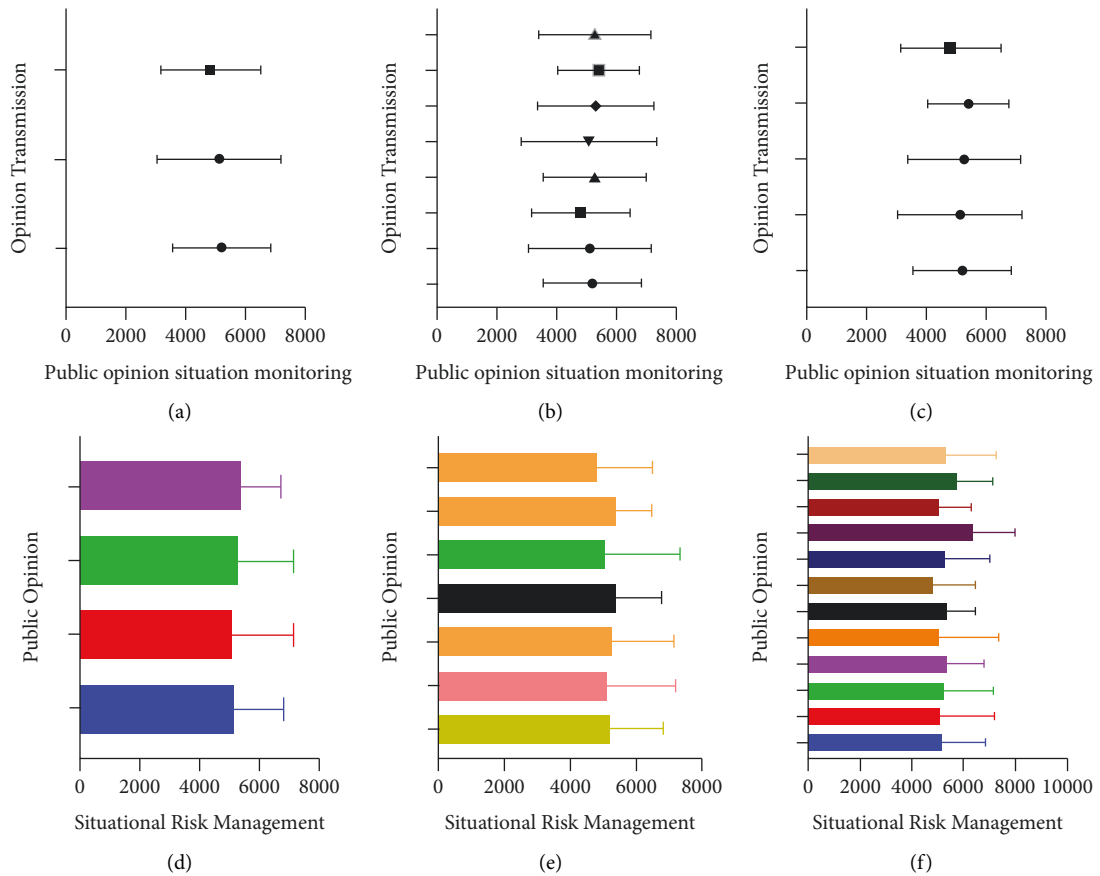 Opinion Transmission
0 2000 4000 6000 8000
Public opinion situation monitoring
(a)
Opinion Transmission
0 2000 4000 6000 8000
Public opinion situation monitoring
(b)
Opinion Transmission
0 2000 4000 6000 8000
Public opinion situation monitoring
(c)
Public Opinion
0 2000 4000 6000 8000
Situational Risk Management
(d)
Public Opinion
0 2000 4000 6000 8000
Situational Risk Management
(e)
Public Opinion
0 2000 4000 6000 8000 10000
Situational Risk Management
(f)